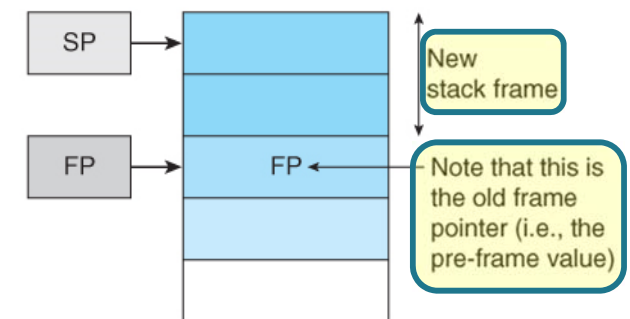 SP
New
stack frame
FP
FP
Note that this is
the old frame
pointer (i.e., the
pre-frame value)